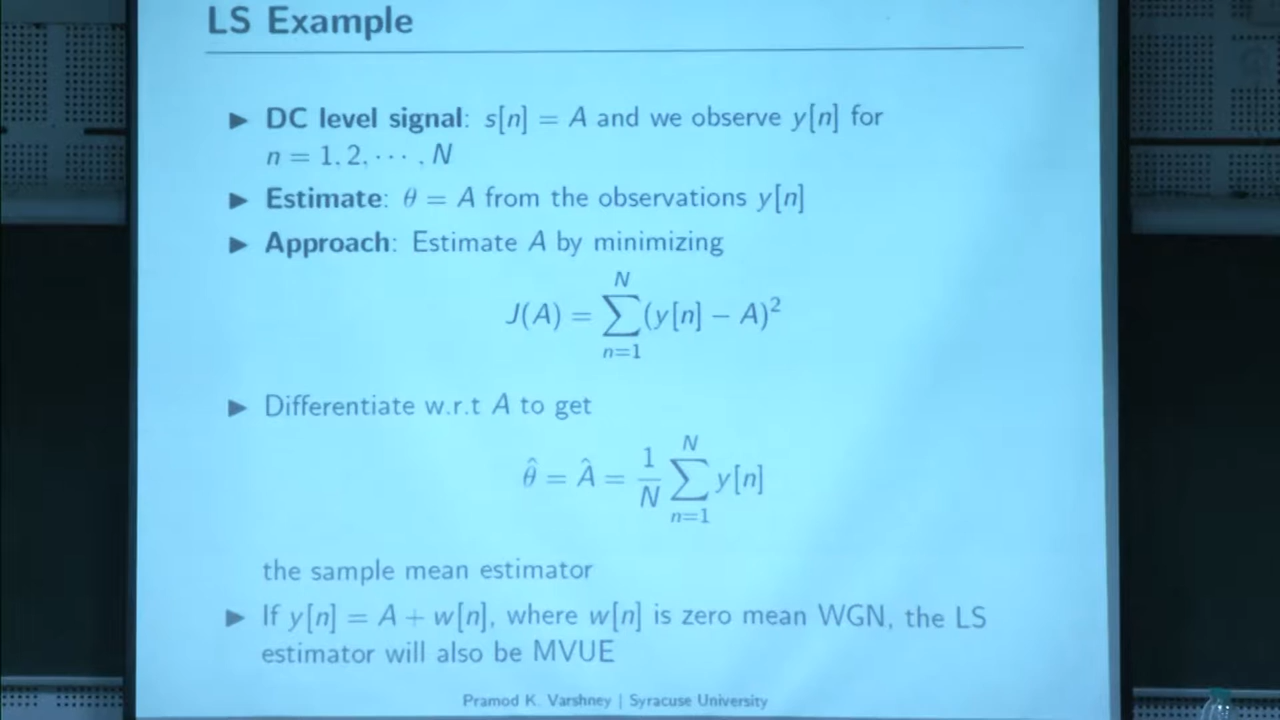 LS Example
► DC level signal: s[n] = A and we observe y[n] for
n = 1, 2, ⋯ , N
► Estimate: θ = A from the observations y[n]
► Approach: Estimate A by minimizing
J(A) = ∑_{n=1}^{N} (y[n] − A)²
► Differentiate w.r.t A to get
θ̂ = Â = \frac{1}{N} ∑_{n=1}^{N} y[n]
the sample mean estimator
► If y[n] = A + w[n], where w[n] is zero mean WGN, the LS
estimator will also be MVUE
Pramod K. Varshney | Syracuse University